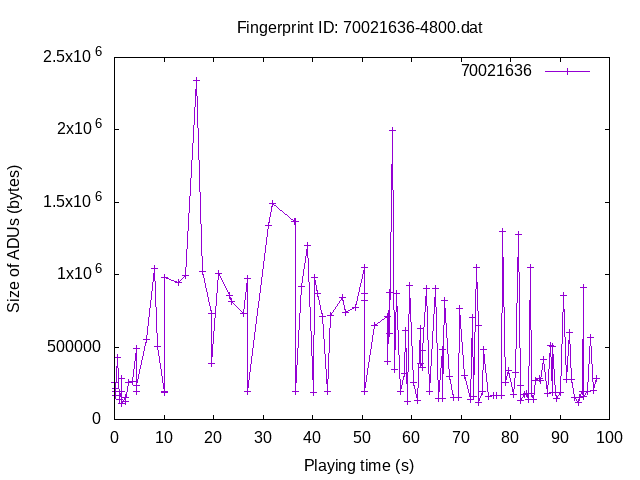 Fingerprint ID: 70021636-4800.dat
2.5x10 6
70021636
2x10 6
1.5x10 6
1x10 6
500000
0
Size of ADUs (bytes)
0 10 20 30 40 50 60 70 80 90 100
Playing time (s)